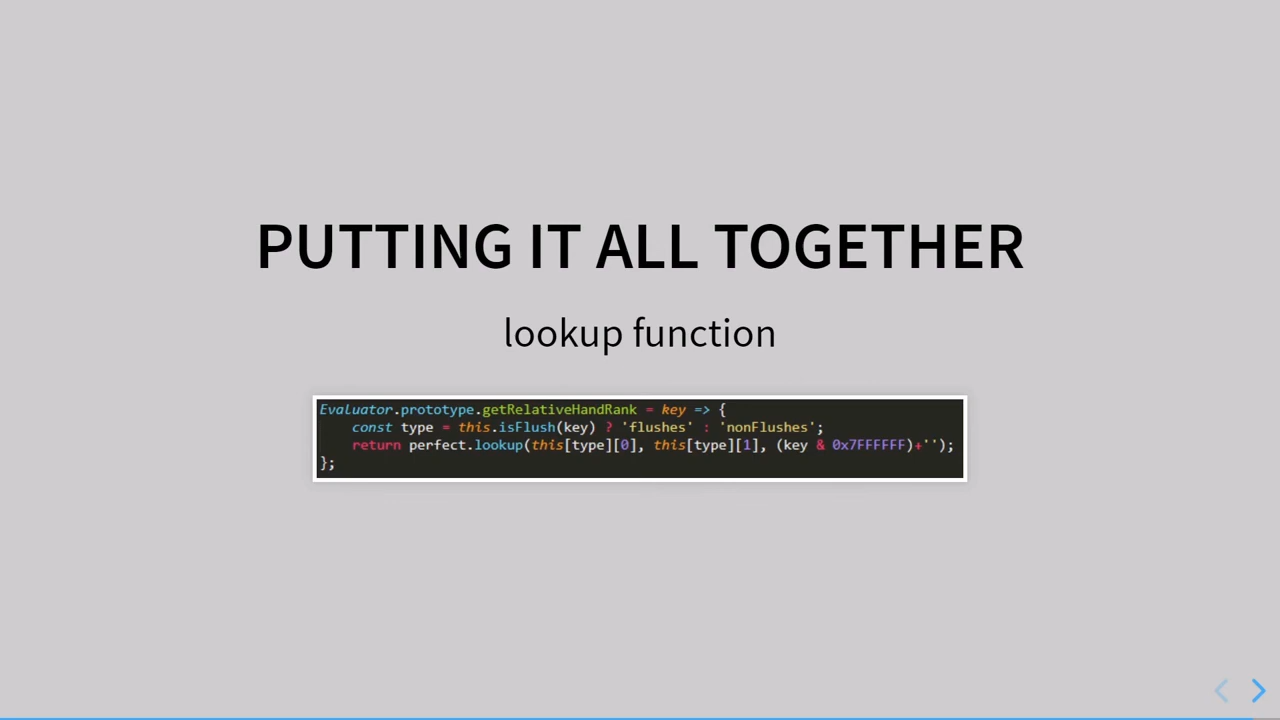 PUTTING IT ALL TOGETHER
lookup function
Evaluator.prototype.getRelativeHandRank = key => {
    const type = this.isFlush(key) ? 'flushes' : 'nonFlushes';
    return perfect.lookup(this[type][0], this[type][1], (key & 0x7FFFFFF)+'');
};